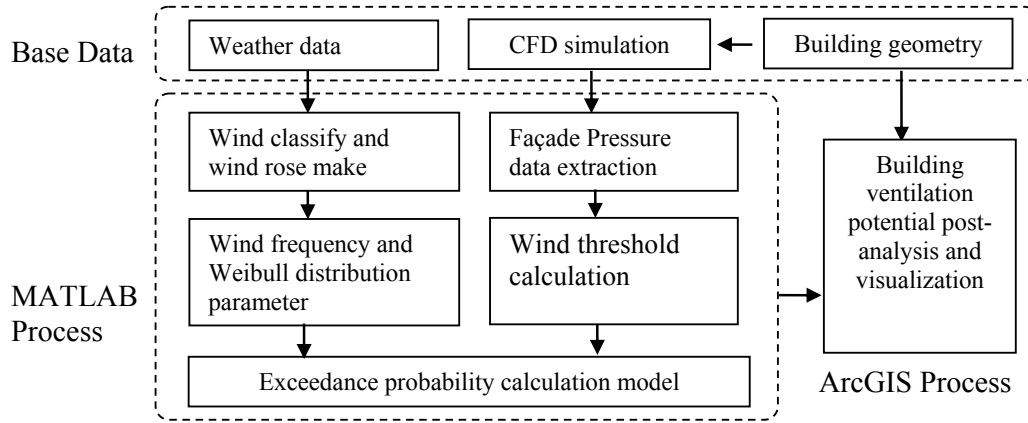 Base Data
Weather data
CFD simulation
Building geometry
Wind classify and
wind rose make
Façade Pressure
data extraction
Building
ventilation
potential post-
analysis and
visualization
Wind frequency and
Weibull distribution
parameter
Wind threshold
calculation
MATLAB
Process
Exceedance probability calculation model
ArcGIS Process